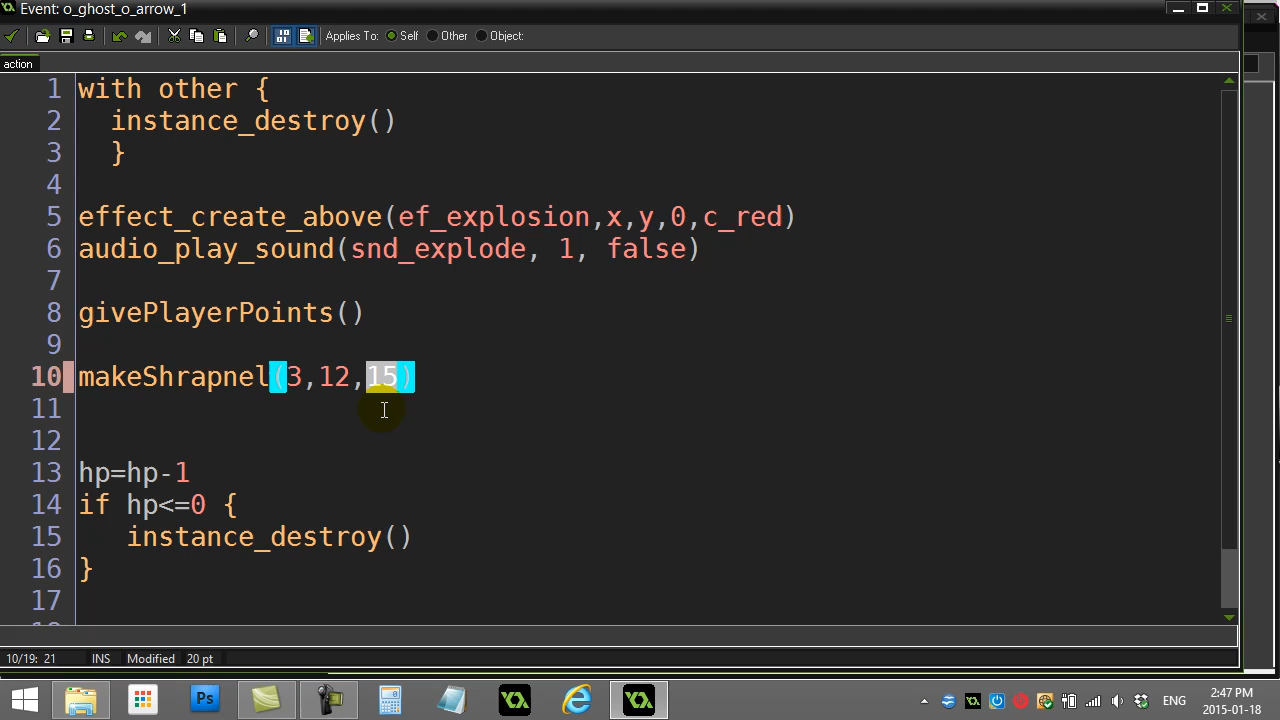 Event: o_ghost_o_arrow_1
Applies To: Self Other Object:
action
1 with other {
2 instance_destroy()
3 }
4
5 effect_create_above(ef_explosion,x,y,0,c_red)
6 audio_play_sound(snd_explode, 1, false)
7
8 givePlayerPoints()
9
10 makeShrapnel(3,12,15)
11
12
13 hp=hp-1
14 if hp<=0 {
15 instance_destroy()
16 }
17
10/19: 21 INS Modified 20 pt
Ps
ENG
2:47 PM
2015-01-18